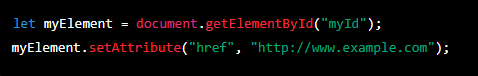 let myElement = document.getElementById("myId");
myElement.setAttribute("href", "http://www.example.com");